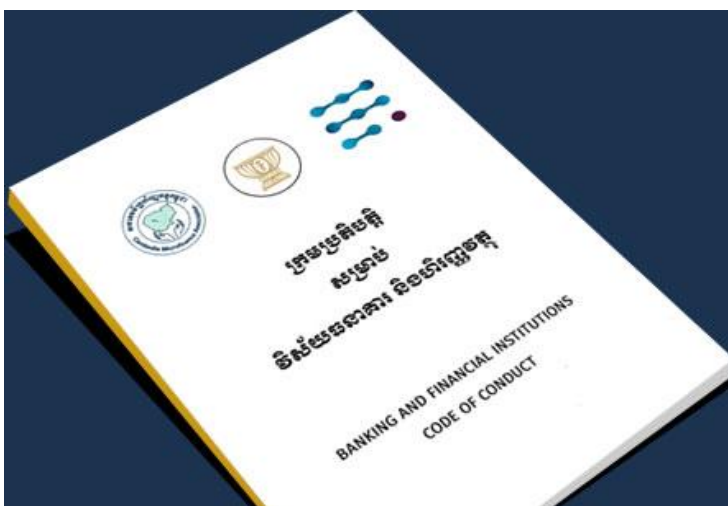 ក្រមប្រតិបត្តិ
សម្រាប់
វិស័យធនាគារ និងហិរញ្ញវត្ថុ
BANKING AND FINANCIAL INSTITUTIONS
CODE OF CONDUCT